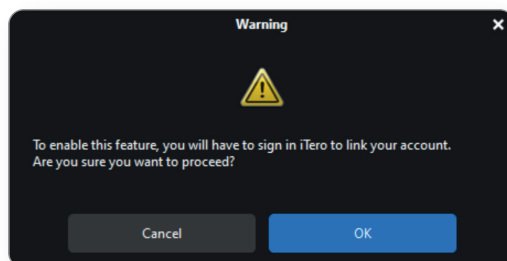 Warning
To enable this feature, you will have to sign in iTero to link your account.
Are you sure you want to proceed?
Cancel
OK